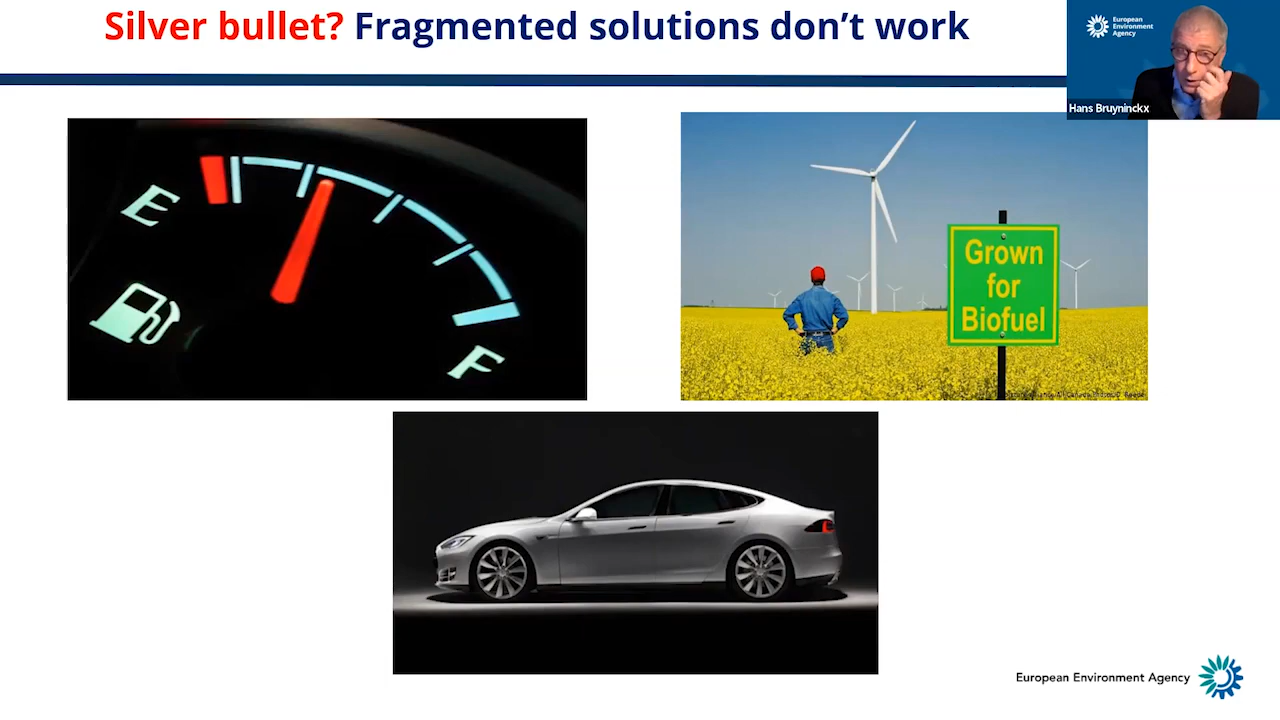 Silver bullet? Fragmented solutions don't work
European
Environment
Agency
Hans Bruyninckx
E
F
Grown
for
Biofuel
European Environment Agency